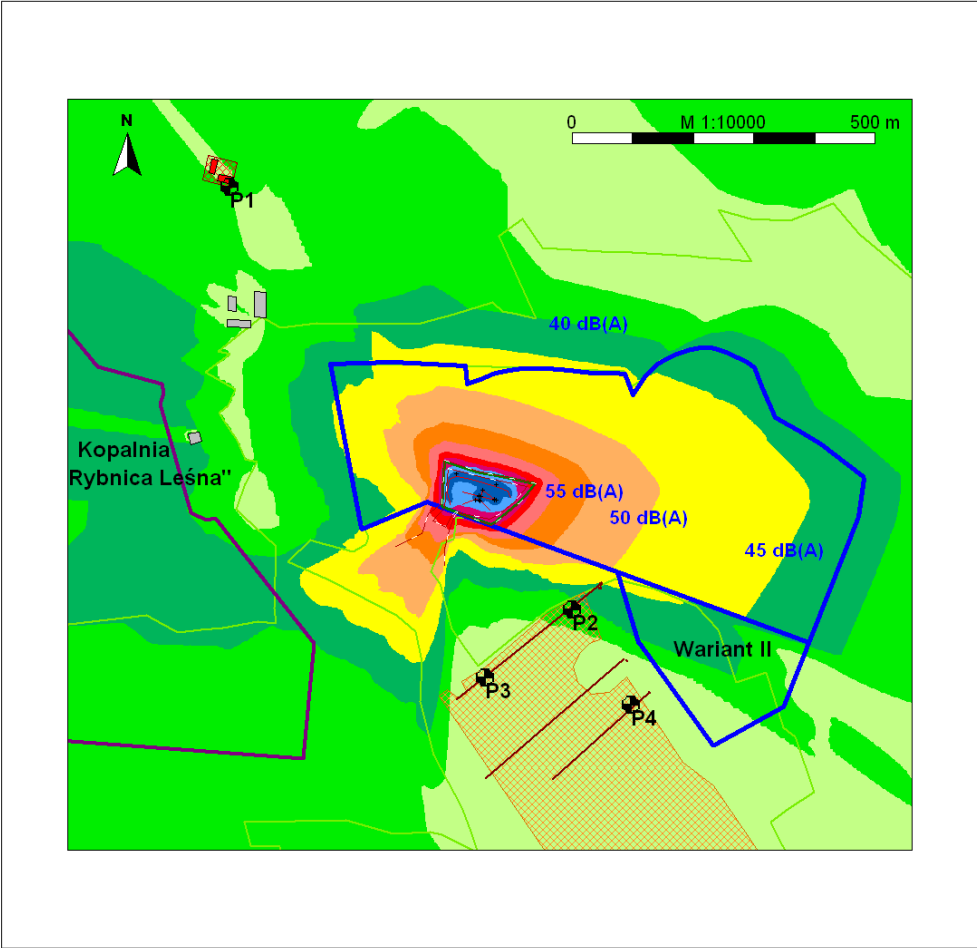 N
0 M 1:10000 500 m
P1
40 dB(A)
Kopalnia
Rybnica Leśna"
55 dB(A)
50 dB(A)
45 dB(A)
P2
Wariant II
P3
P4